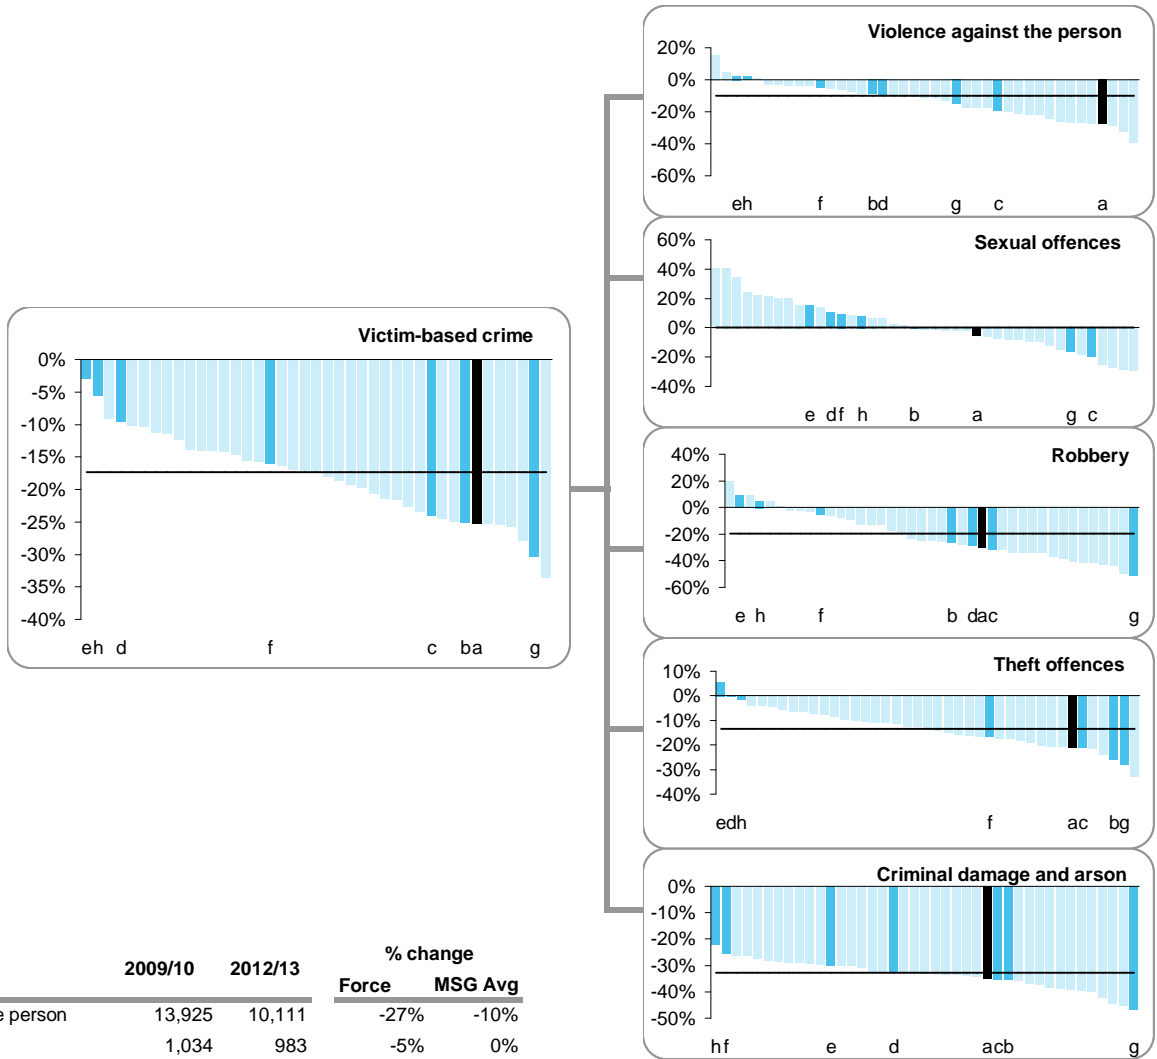 Violence against the person
20%
0%
-20%
-40%
-60%
eh f bd g c a
Sexual offences
60%
40%
20%
0%
-20%
-40%
e df h b a g c
Victim-based crime
0%
-5%
-10%
-15%
-20%
-25%
-30%
-35%
-40%
eh d f c ba g
Robbery
40%
20%
0%
-20%
-40%
-60%
e h f b dac g
Theft offences
10%
0%
-10%
-20%
-30%
-40%
edh f ac bg
Criminal damage and arson
0%
-10%
-20%
-30%
-40%
-50%
hf e d acb g
% change
2009/10 2012/13 Force MSG Avg
e person 13,925 10,111 -27% -10%
1,034 983 -5% 0%